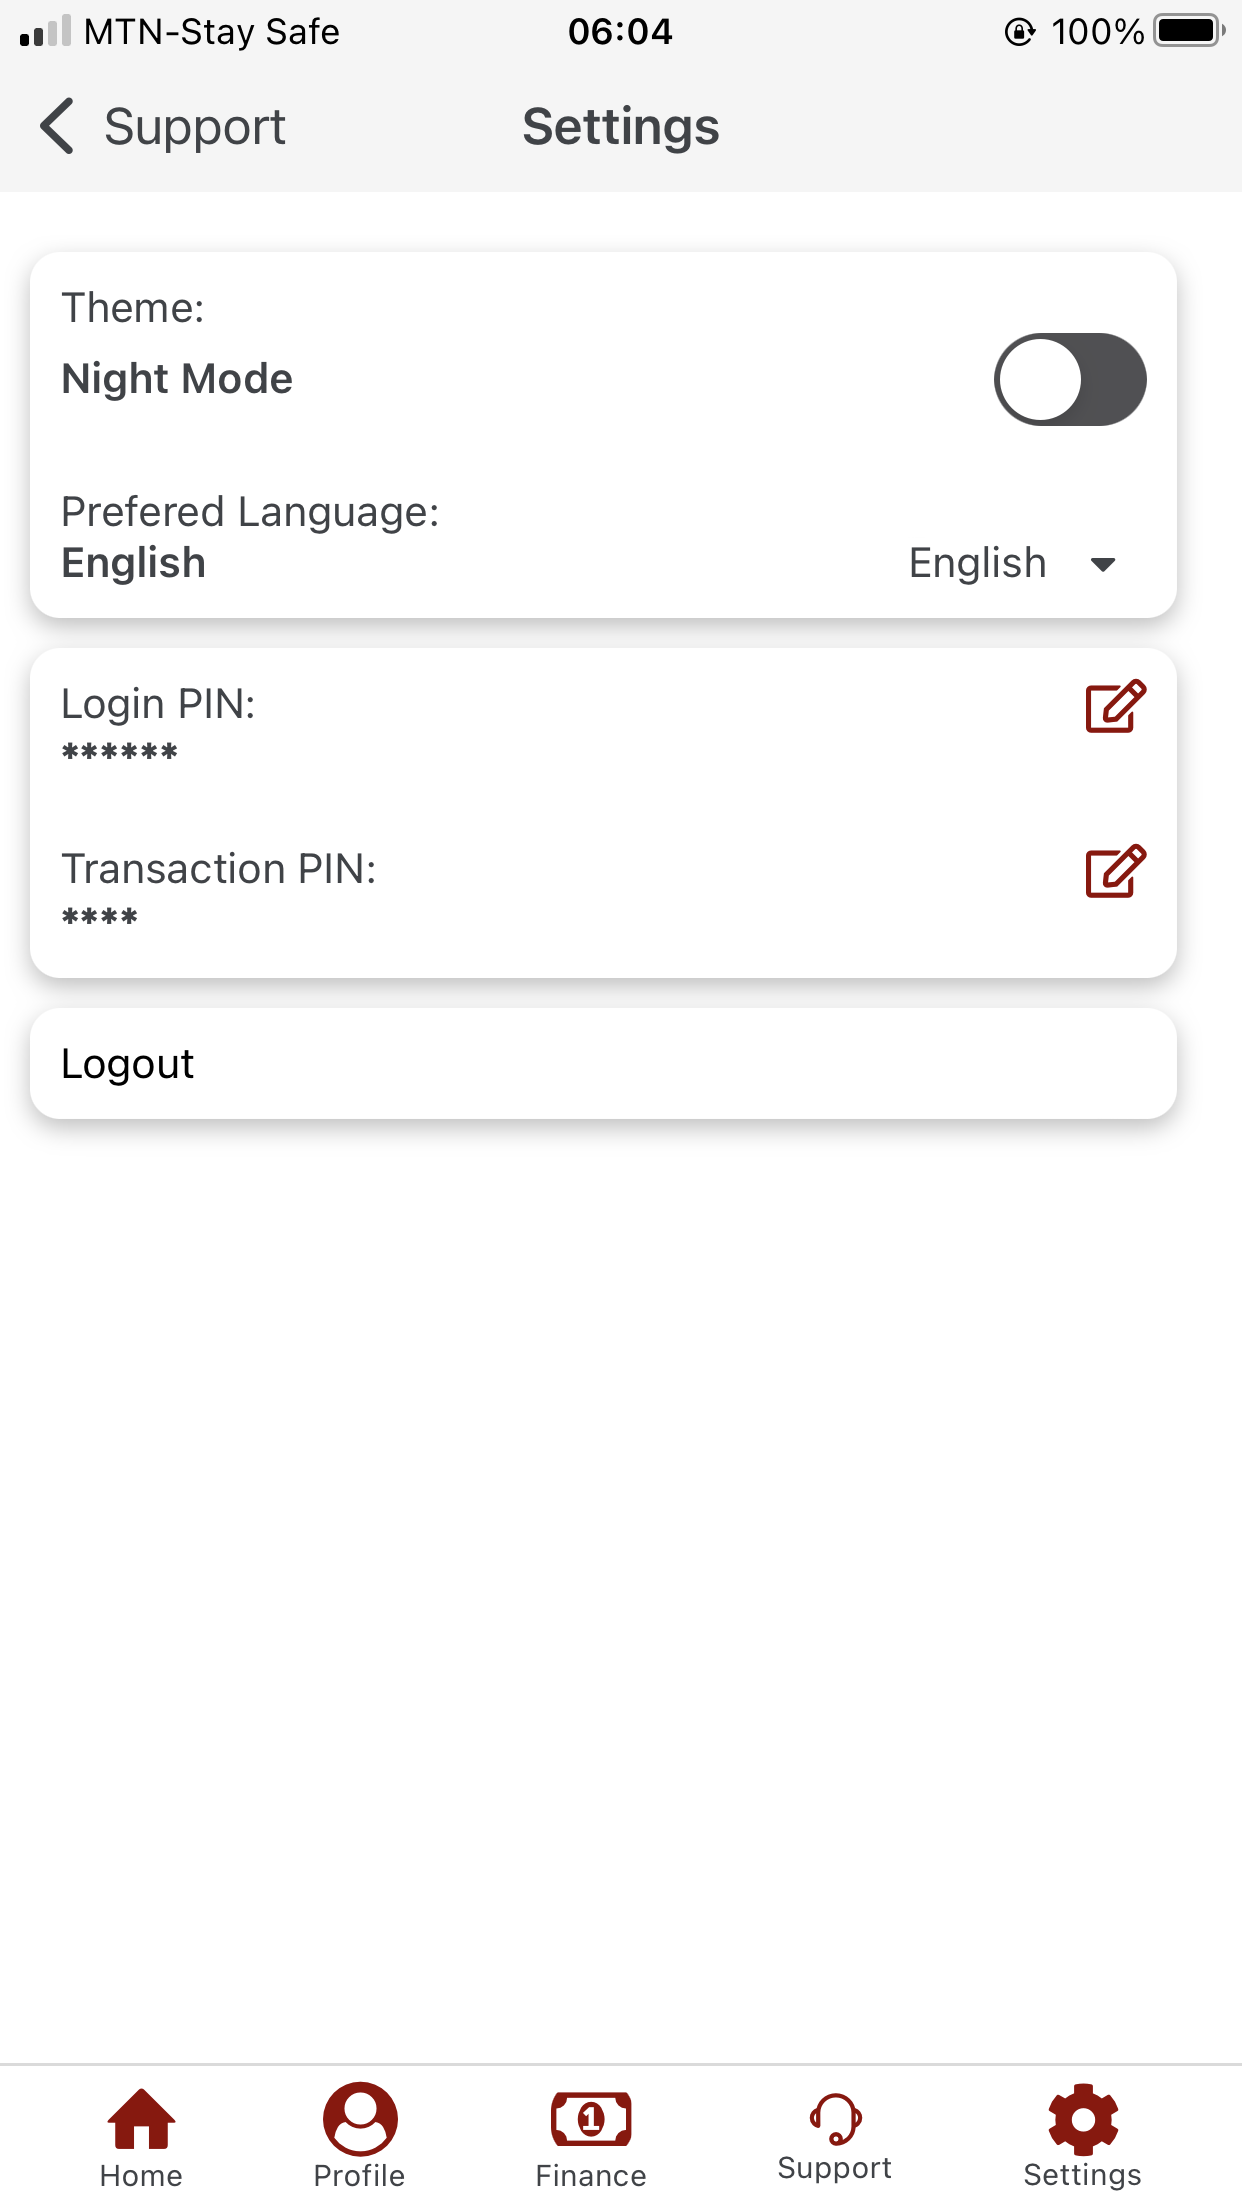 MTN-Stay Safe 06:04 100%
Support Settings
Theme:
Night Mode
Prefered Language:
English English
Login PIN:
******
Transaction PIN:
****
Logout
Home Profile Finance Support Settings